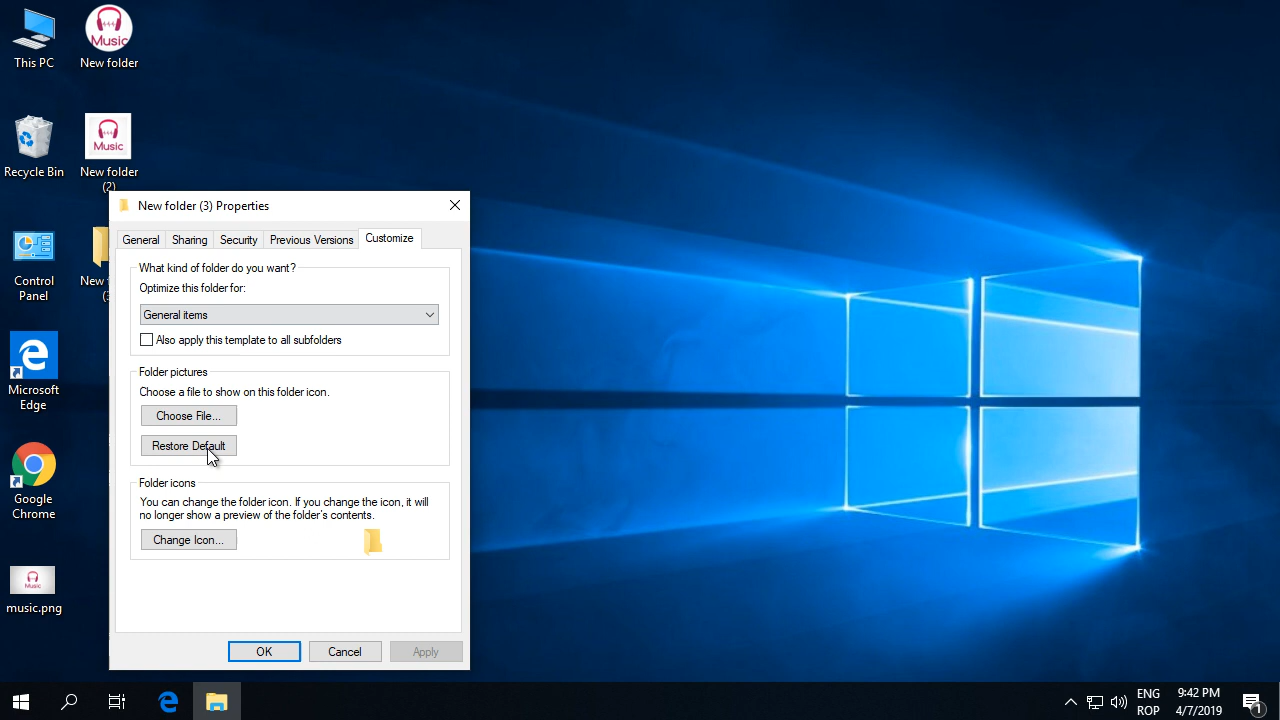 This PC
Music
New folder
Recycle Bin
Music
New folder
(2)
Control
Panel
New f
(3
Microsoft
Edge
Google
Chrome
Music
music.png
New folder (3) Properties
General
Sharing
Security
Previous Versions
Customize
What kind of folder do you want?
Optimize this folder for:
General items
Also apply this template to all subfolders
Folder pictures
Choose a file to show on this folder icon.
Choose File...
Restore Default
Folder icons
You can change the folder icon. If you change the icon, it will
no longer show a preview of the folder's contents.
Change Icon...
OK
Cancel
Apply
ENG
ROP
9:42 PM
4/7/2019
1